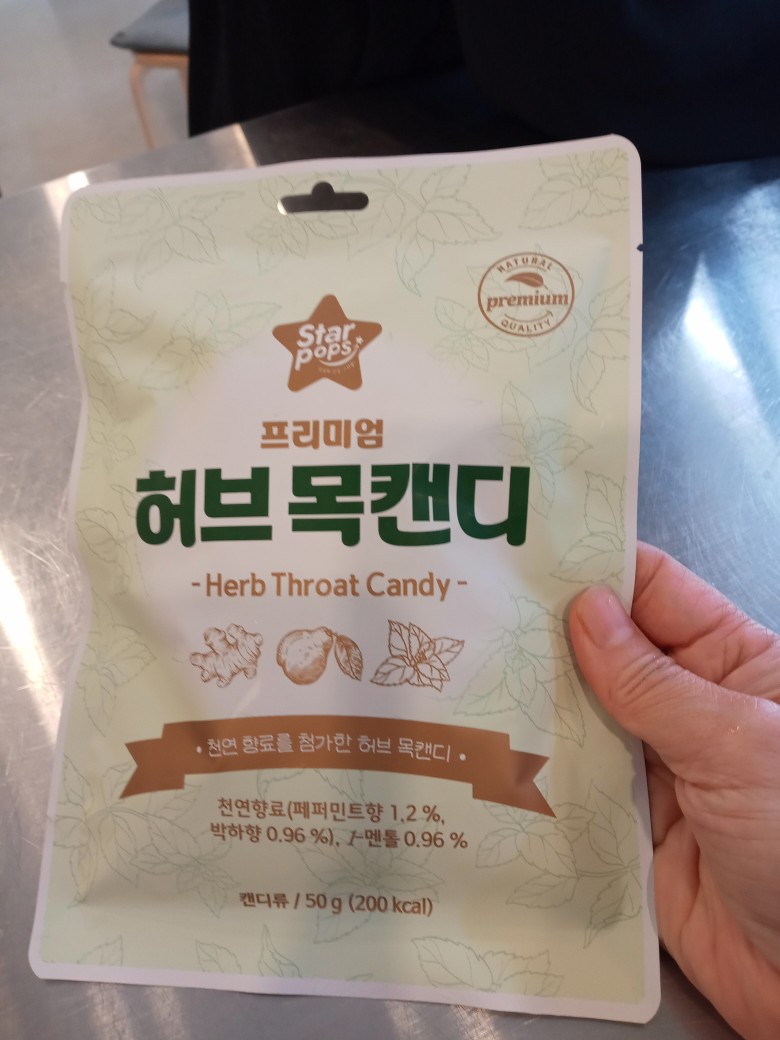 NATURAL
premium
QUALITY
Star
pops
프리미엄
허브 목캔디
- Herb Throat Candy -
• 천연 향료를 첨가한 허브 목캔디 •
천연향료(페퍼민트향 1.2 %,
박하향 0.96 %), l-멘톨 0.96 %
캔디류 / 50 g (200 kcal)